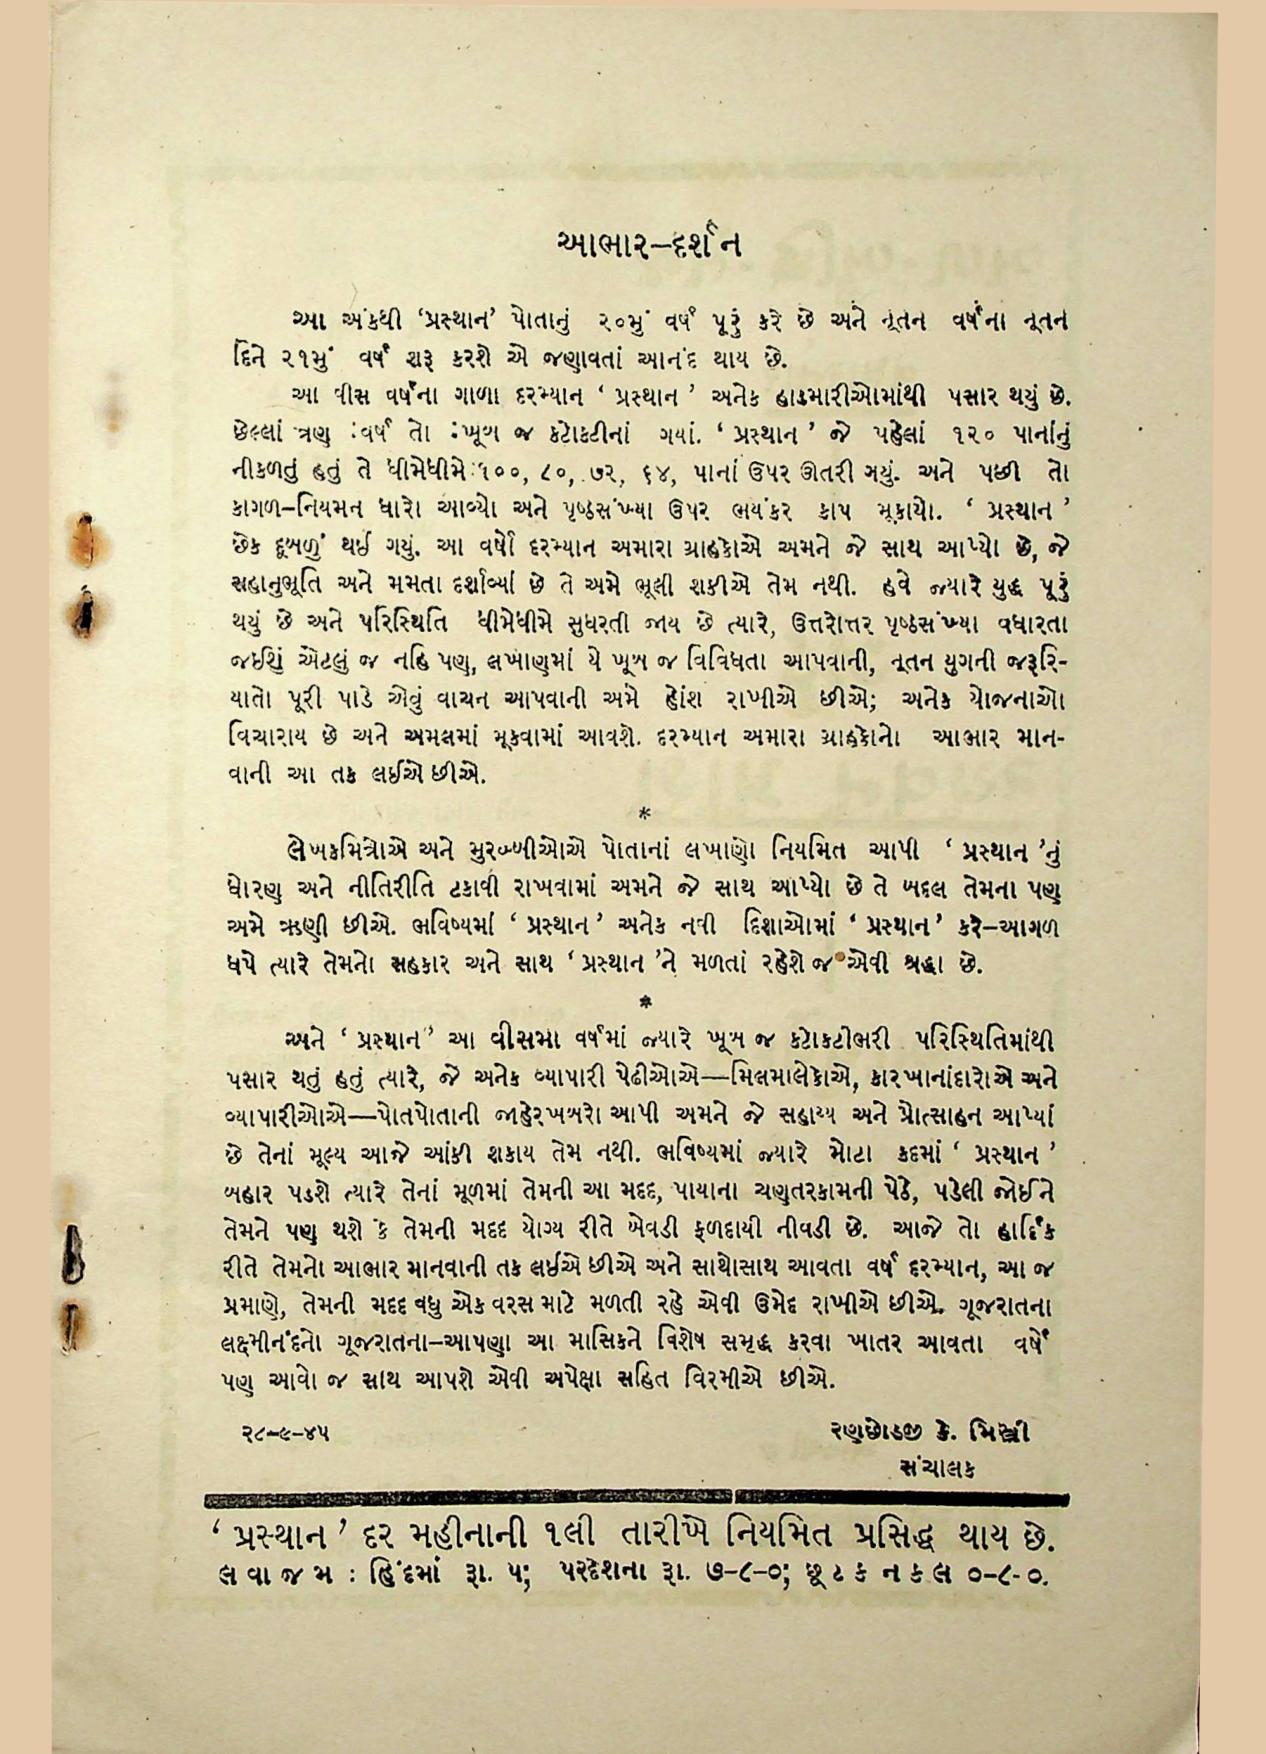 આભાર–દર્શન
આ અંકથી ‘પ્રસ્થાન’ પોતાનું ૨૦મું વર્ષ પૂરું કરે છે અને નૂતન વર્ષના નૂતન
દિને ૨૧મું વર્ષ શરૂ કરશે એ જણાવતાં આનંદ થાય છે.
આ વીસ વર્ષના ગાળા દરમ્યાન ‘ પ્રસ્થાન ’ અનેક હાડમારીઓમાંથી પસાર થયું છે.
છેલ્લાં ત્રણ વર્ષ તો ખૂબ જ કટોકટીનાં ગયાં. ‘ પ્રસ્થાન ’ જે પહેલાં ૧૨૦ પાનાંનું
નીકળતું હતું તે ધીમેધીમે ૧૦૦, ૮૦, ૭૨, ૬૪, પાનાં ઉપર ઊતરી ગયું. અને પછી તો
કાગળ–નિયમન ધારો આવ્યો અને પૃષ્ઠસંખ્યા ઉપર ભયંકર કાપ મૂકાયો. ‘ પ્રસ્થાન ’
છેક દૂબળું થઈ ગયું. આ વર્ષો દરમ્યાન અમારા ગ્રાહકોએ અમને જે સાથ આપ્યો છે, જે
સહાનુભૂતિ અને મમતા દર્શાવ્યાં છે તે અમે ભૂલી શકીએ તેમ નથી. હવે જ્યારે યુદ્ધ પૂરું
થયું છે અને પરિસ્થિતિ ધીમેધીમે સુધરતી જાય છે ત્યારે, ઉત્તરોત્તર પૃષ્ઠસંખ્યા વધારતા
જઈશું એટલું જ નહિ પણ, લખાણમાં યે ખૂબ જ વિવિધતા આપવાની, નૂતન યુગની જરૂરિ-
યાતો પૂરી પાડે એવું વાચન આપવાની અમે હોંશ રાખીએ છીએ; અનેક યોજનાઓ
વિચારાય છે અને અમલમાં મૂકવામાં આવશે. દરમ્યાન અમારા ગ્રાહકોનો આભાર માન-
વાની આ તક લઈએ છીએ.
*
લેખકમિત્રોએ અને મુરબ્બીઓએ પોતાનાં લખાણો નિયમિત આપી ‘ પ્રસ્થાન ’નું
ધોરણ અને નીતિરીતિ ટકાવી રાખવામાં અમને જે સાથ આપ્યો છે તે બદલ તેમના પણ
અમે ઋણી છીએ. ભવિષ્યમાં ‘ પ્રસ્થાન ’ અનેક નવી દિશાઓમાં ‘ પ્રસ્થાન ’ કરે–આગળ
ધપે ત્યારે તેમનો સહકાર અને સાથ ‘ પ્રસ્થાન ’ને મળતાં રહેશે જ એવી શ્રદ્ધા છે.
*
અને ‘ પ્રસ્થાન ’ આ વીસમા વર્ષમાં જ્યારે ખૂબ જ કટોકટીભરી પરિસ્થિતિમાંથી
પસાર થતું હતું ત્યારે, જે અનેક વ્યાપારી પેઢીઓએ—મિલમાલેકોએ, કારખાનાંદારોએ અને
વ્યાપારીઓએ—પોતપોતાની જાહેરખબરો આપી અમને જે સહાય્ય અને પ્રોત્સાહન આપ્યાં
છે તેનાં મૂલ્ય આજે આંકી શકાય તેમ નથી. ભવિષ્યમાં જ્યારે મોટા કદમાં ‘ પ્રસ્થાન ’
બહાર પડશે ત્યારે તેનાં મૂળમાં તેમની આ મદદ, પાયાના ચણતરકામની પેઠે, પડેલી જોઈને
તેમને પણ થશે કે તેમની મદદ યોગ્ય રીતે બેવડી ફળદાયી નીવડી છે. આજે તો હાર્દિક
રીતે તેમનો આભાર માનવાની તક લઈએ છીએ અને સાથોસાથ આવતા વર્ષ દરમ્યાન, આ જ
પ્રમાણે, તેમની મદદ વધુ એક વરસ માટે મળતી રહે એવી ઉમેદ રાખીએ છીએ. ગૂજરાતના
લક્ષ્મીનંદનો ગૂજરાતના–આપણા આ માસિકને વિશેષ સમૃદ્ધ કરવા ખાતર આવતા વર્ષે
પણ આવો જ સાથ આપશે એવી અપેક્ષા સહિત વિરમીએ છીએ.
૨૮–૯–૪૫ રણછોડજી કે. મિસ્ત્રી
સંચાલક
‘ પ્રસ્થાન ’ દર મહીનાની ૧લી તારીખે નિયમિત પ્રસિદ્ધ થાય છે.
લવાજમ : હિંદમાં રૂા. ૫; પરદેશના રૂા. ૭–૮–૦; છૂટક નકલ ૦–૮-૦.